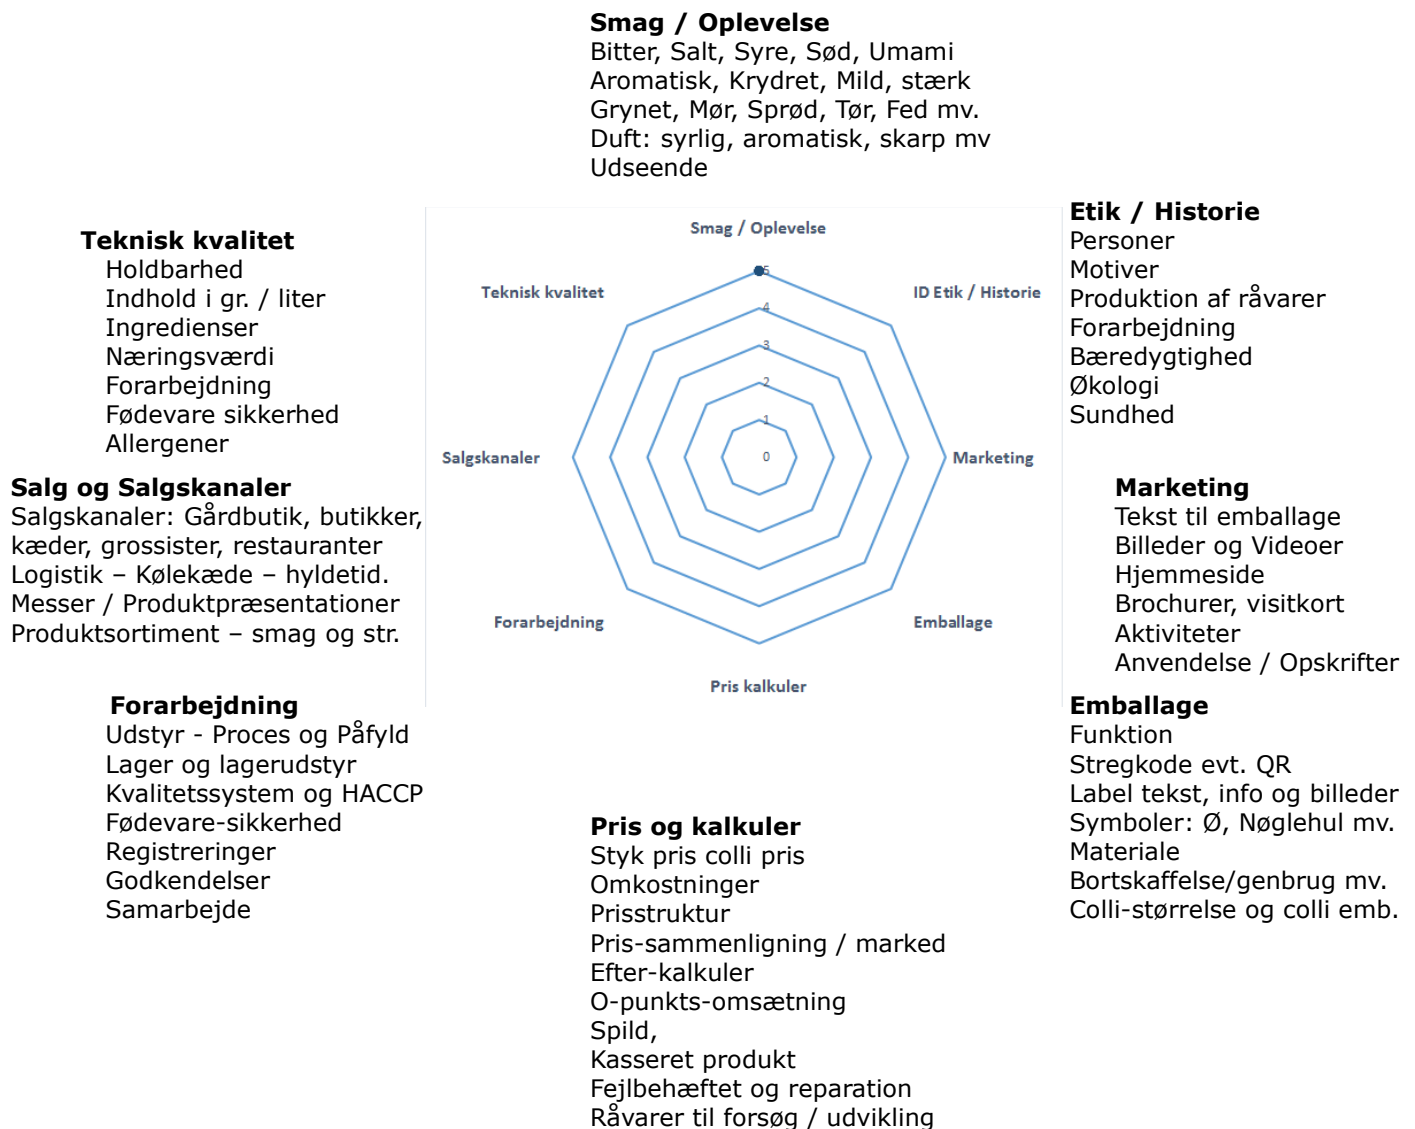 Smag / Oplevelse
Bitter, Salt, Syre, Sød, Umami
Aromatisk, Krydret, Mild, stærk
Grynet, Mør, Sprød, Tør, Fed mv.
Duft: syrlig, aromatisk, skarp mv
Udseende
Etik / Historie
Personer
Motiver
Produktion af råvarer
Forarbejdning
Bæredygtighed
Økologi
Sundhed
Teknisk kvalitet
Holdbarhed
Indhold i gr. / liter
Ingredienser
Næringsværdi
Forarbejdning
Fødevare sikkerhed
Allergener
Smag / Oplevelse
ID Etik / Historie
Marketing
Emballage
Pris kalkuler
Forarbejdning
Salgskanaler
Teknisk kvalitet
5
4
3
2
1
0
Salg og Salgskanaler
Salgskanaler: Gårdbutik, butikker,
kæder, grossister, restauranter
Logistik – Kølekæde – hyldetid.
Messer / Produktpræsentationer
Produktsortiment – smag og str.
Marketing
Tekst til emballage
Billeder og Videoer
Hjemmeside
Brochurer, visitkort
Aktiviteter
Anvendelse / Opskrifter
Forarbejdning
Udstyr - Proces og Påfyld
Lager og lagerudstyr
Kvalitetssystem og HACCP
Fødevare-sikkerhed
Registreringer
Godkendelser
Samarbejde
Emballage
Funktion
Stregkode evt. QR
Label tekst, info og billeder
Symboler: Ø, Nøglehul mv.
Materiale
Bortskaffelse/genbrug mv.
Colli-størrelse og colli emb.
Pris og kalkuler
Styk pris colli pris
Omkostninger
Prisstruktur
Pris-sammenligning / marked
Efter-kalkuler
O-punkts-omsætning
Spild,
Kasseret produkt
Fejlbehæftet og reparation
Råvarer til forsøg / udvikling